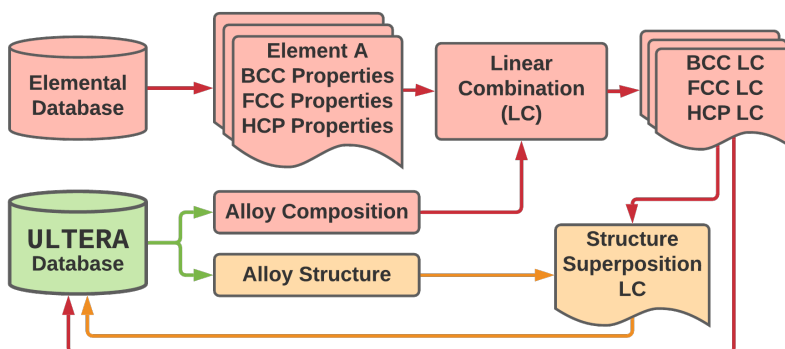 Elemental
Database
Element A
BCC Properties
FCC Properties
HCP Properties
Linear
Combination
(LC)
BCC LC
FCC LC
HCP LC
ULTERA
Database
Alloy Composition
Alloy Structure
Structure
Superposition
LC